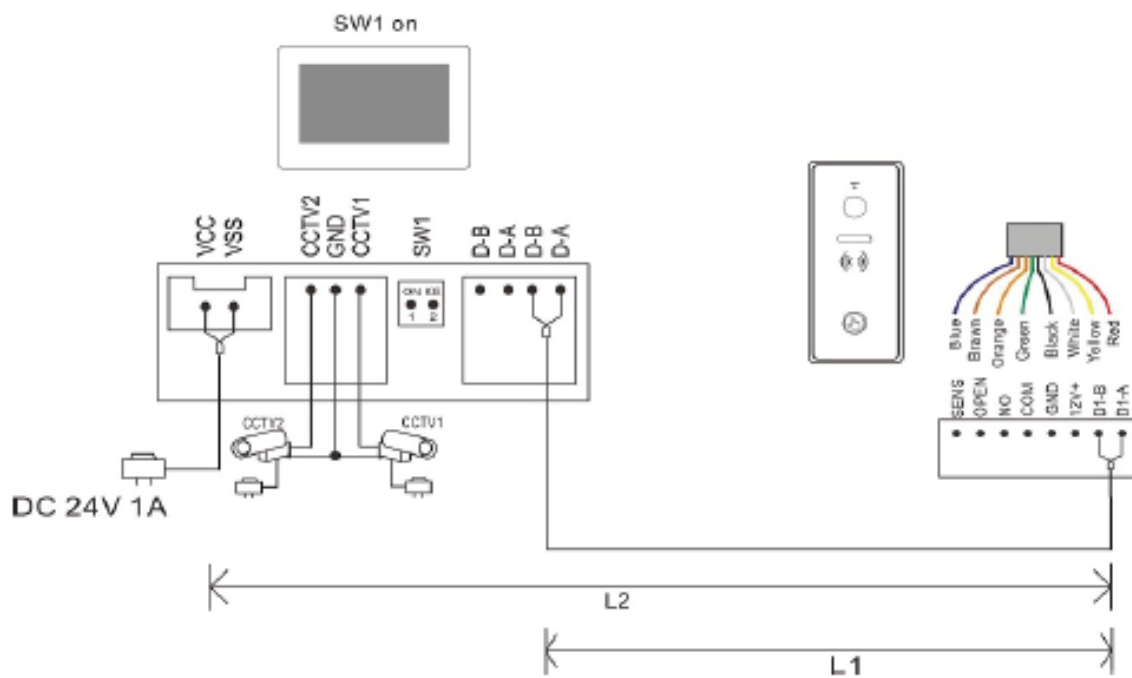 SW1 on
VCC
VSS
CCTV2
GND
CCTV1
SW1
D-B
D-A
D-B
D-A
ON KE
1 2
CCTV2
CCTV1
DC 24V 1A
Blue
Brawn
Orange
Green
Black
White
Yellow
Red
SENS
OPEN
NO
COM
GND
12V+
D1-B
D1-A
L2
L1